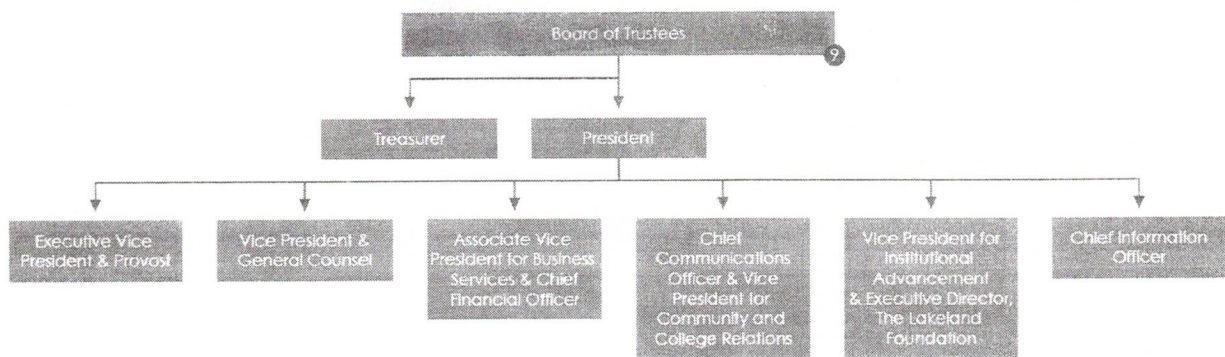 Board of Trustees
9
Treasurer
President
Executive Vice
President & Provost
Vice President &
General Counsel
Associate Vice
President for Business
Services & Chief
Financial Officer
Chief
Communications
Officer & Vice
President for
Community and
College Relations
Vice President for
Institutional
Advancement
& Executive Director,
The Lakeland
Foundation
Chief Information
Officer